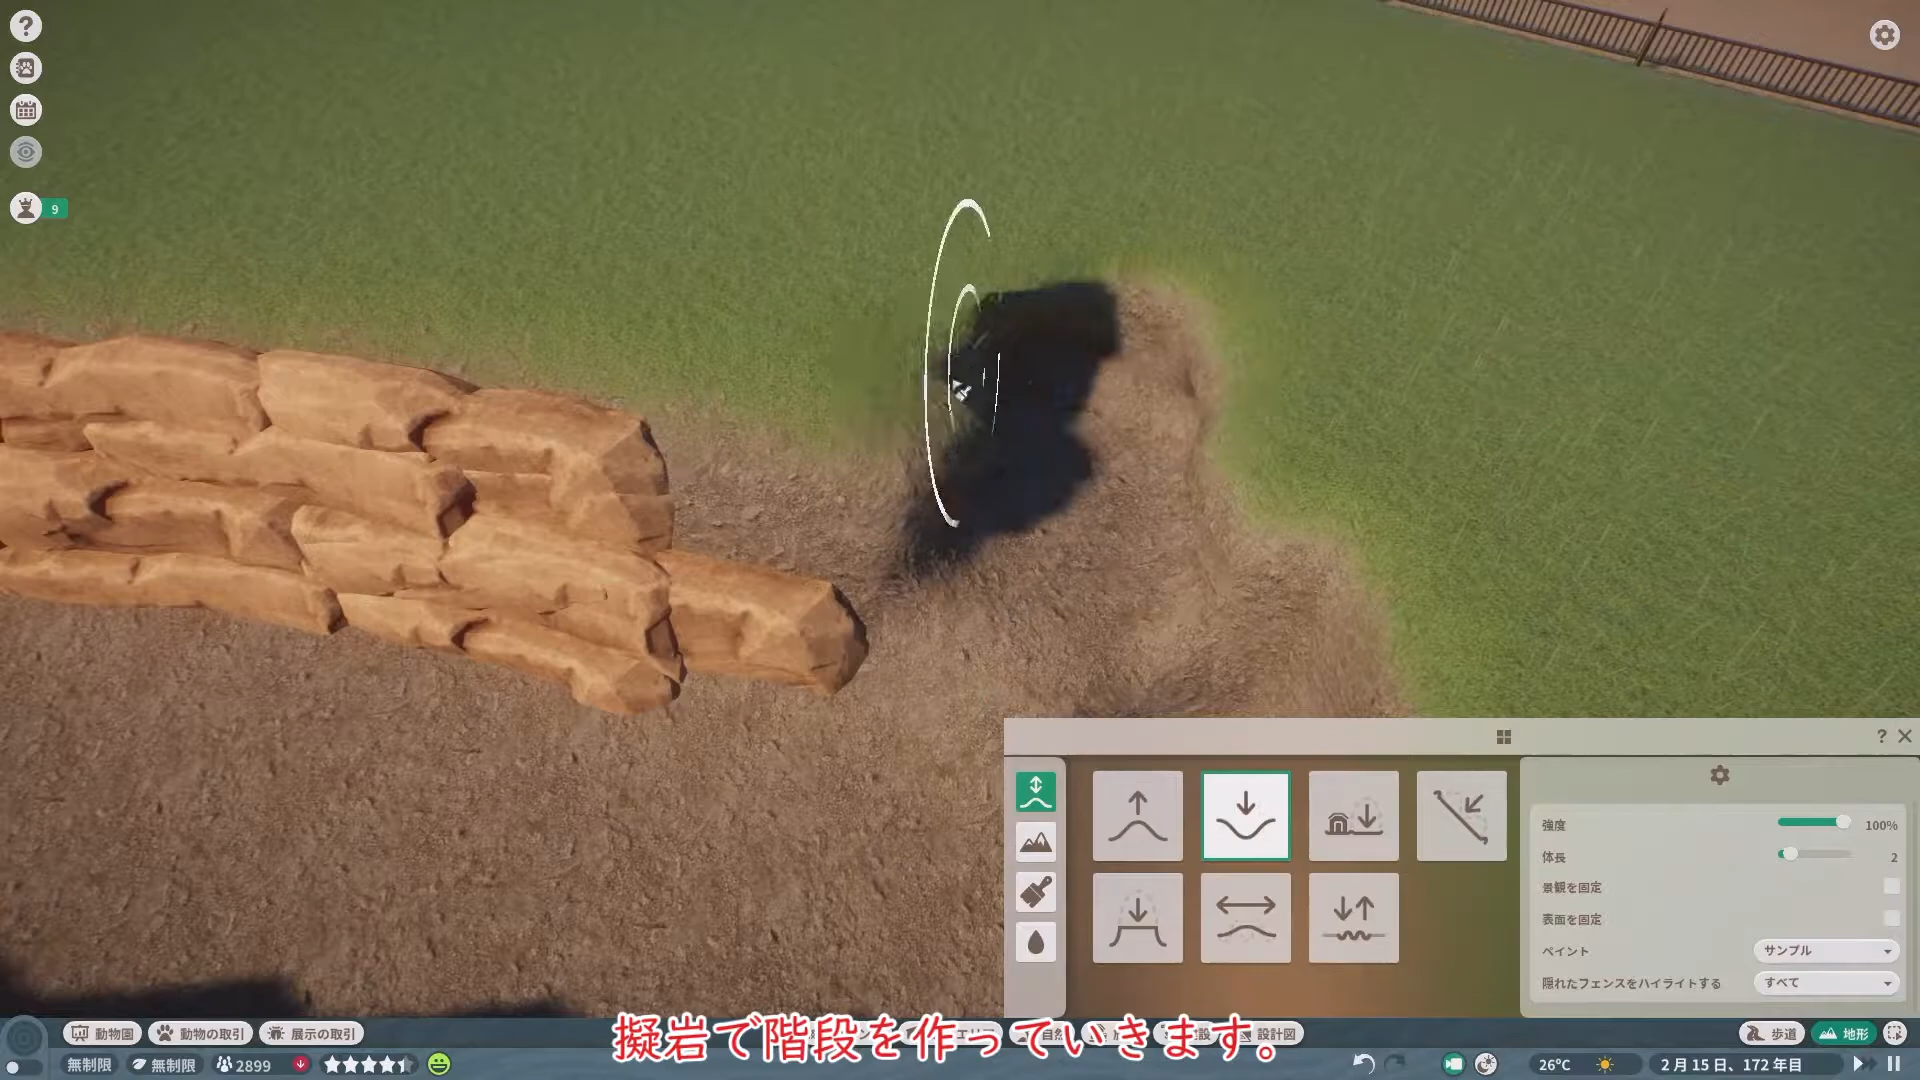 9
強度
100%
体長
2
景観を固定
表面を固定
ペイント
サンプル
隠れたフェンスをハイライトする
すべて
動物園
動物の取引
展示の取引
設計図
歩道
地形
擬岩で階段を作っていきます。
無制限
無制限
2899
26°C
2月15日、172年目